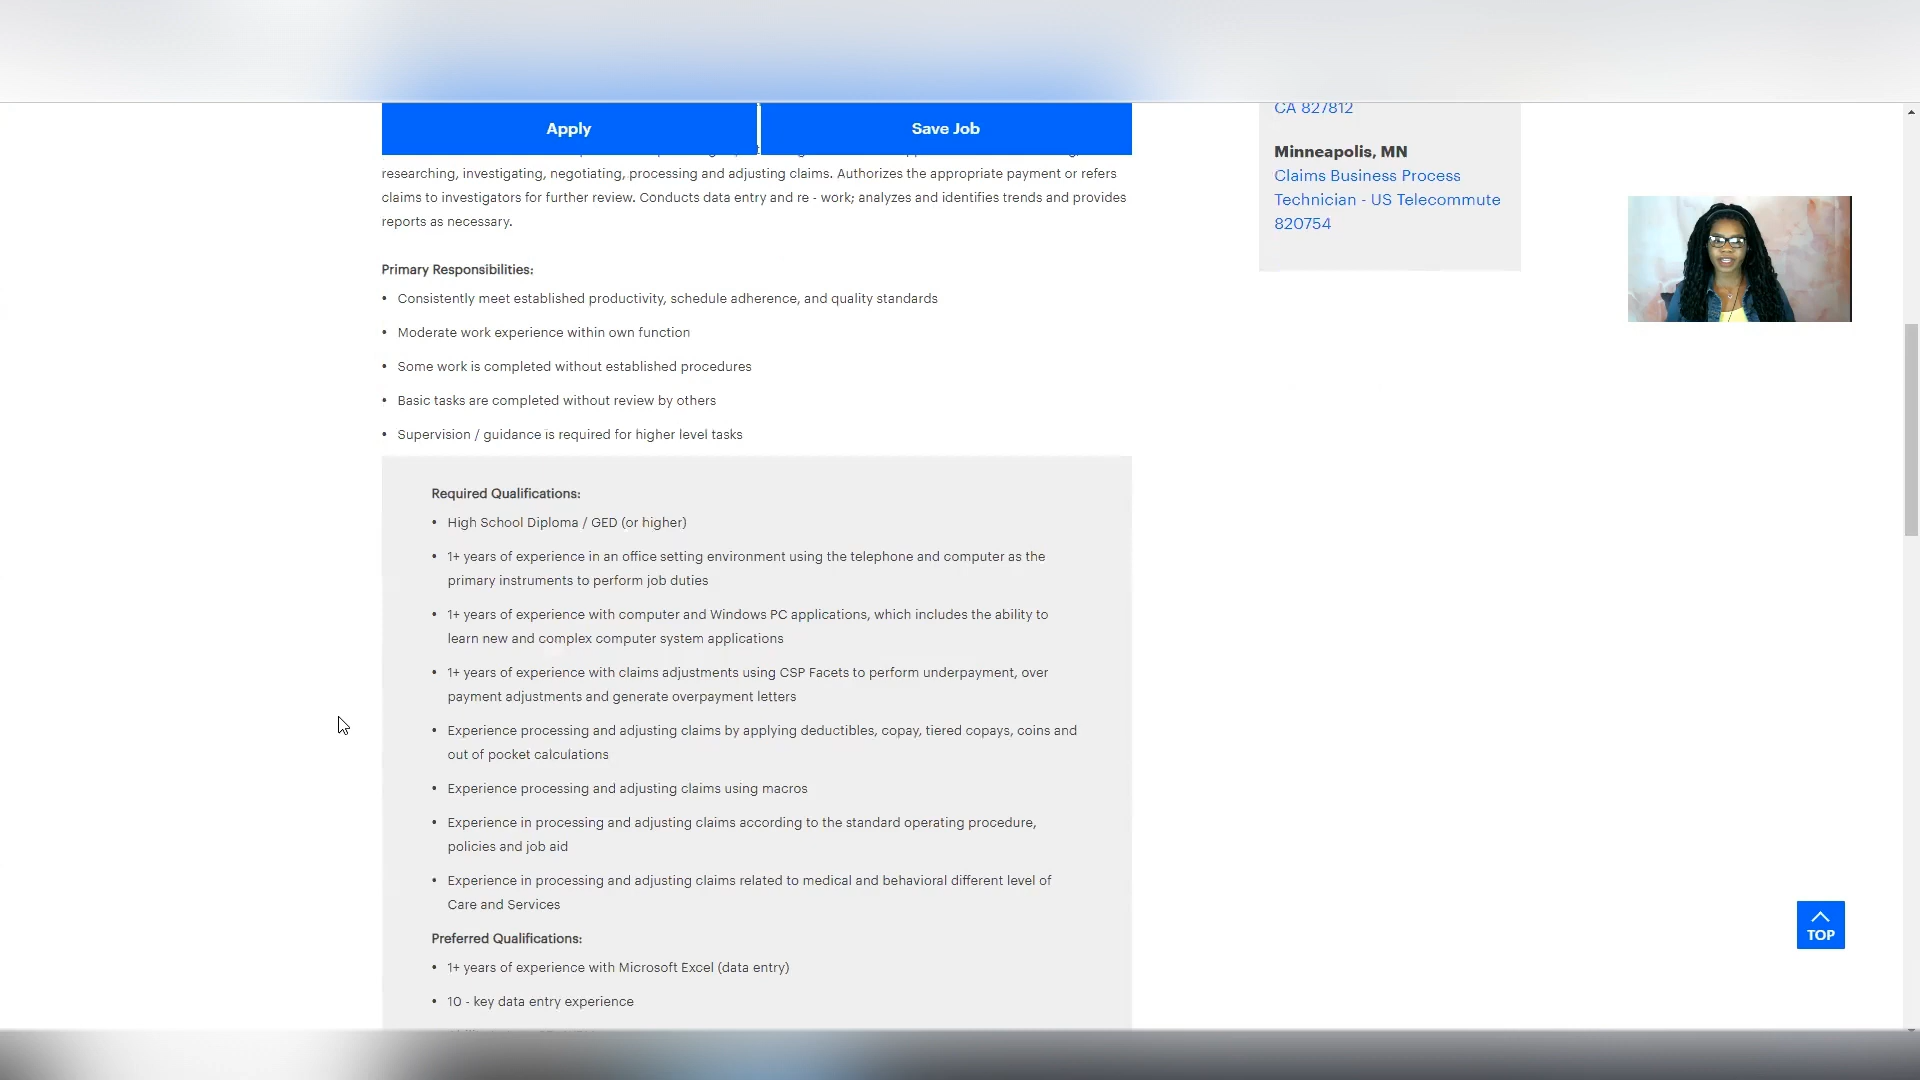 Apply
Save Job
researching, investigating, negotiating, processing and adjusting claims. Authorizes the appropriate payment or refers
claims to investigators for further review. Conducts data entry and re - work; analyzes and identifies trends and provides
reports as necessary.
Primary Responsibilities:
• Consistently meet established productivity, schedule adherence, and quality standards
• Moderate work experience within own function
• Some work is completed without established procedures
• Basic tasks are completed without review by others
• Supervision / guidance is required for higher level tasks
Required Qualifications:
• High School Diploma / GED (or higher)
• 1+ years of experience in an office setting environment using the telephone and computer as the
primary instruments to perform job duties
• 1+ years of experience with computer and Windows PC applications, which includes the ability to
learn new and complex computer system applications
• 1+ years of experience with claims adjustments using CSP Facets to perform underpayment, over
payment adjustments and generate overpayment letters
• Experience processing and adjusting claims by applying deductibles, copay, tiered copays, coins and
out of pocket calculations
• Experience processing and adjusting claims using macros
• Experience in processing and adjusting claims according to the standard operating procedure,
policies and job aid
• Experience in processing and adjusting claims related to medical and behavioral different level of
Care and Services
Preferred Qualifications:
• 1+ years of experience with Microsoft Excel (data entry)
• 10 - key data entry experience
CA 827812
Minneapolis, MN
Claims Business Process
Technician - US Telecommute
820754
TOP